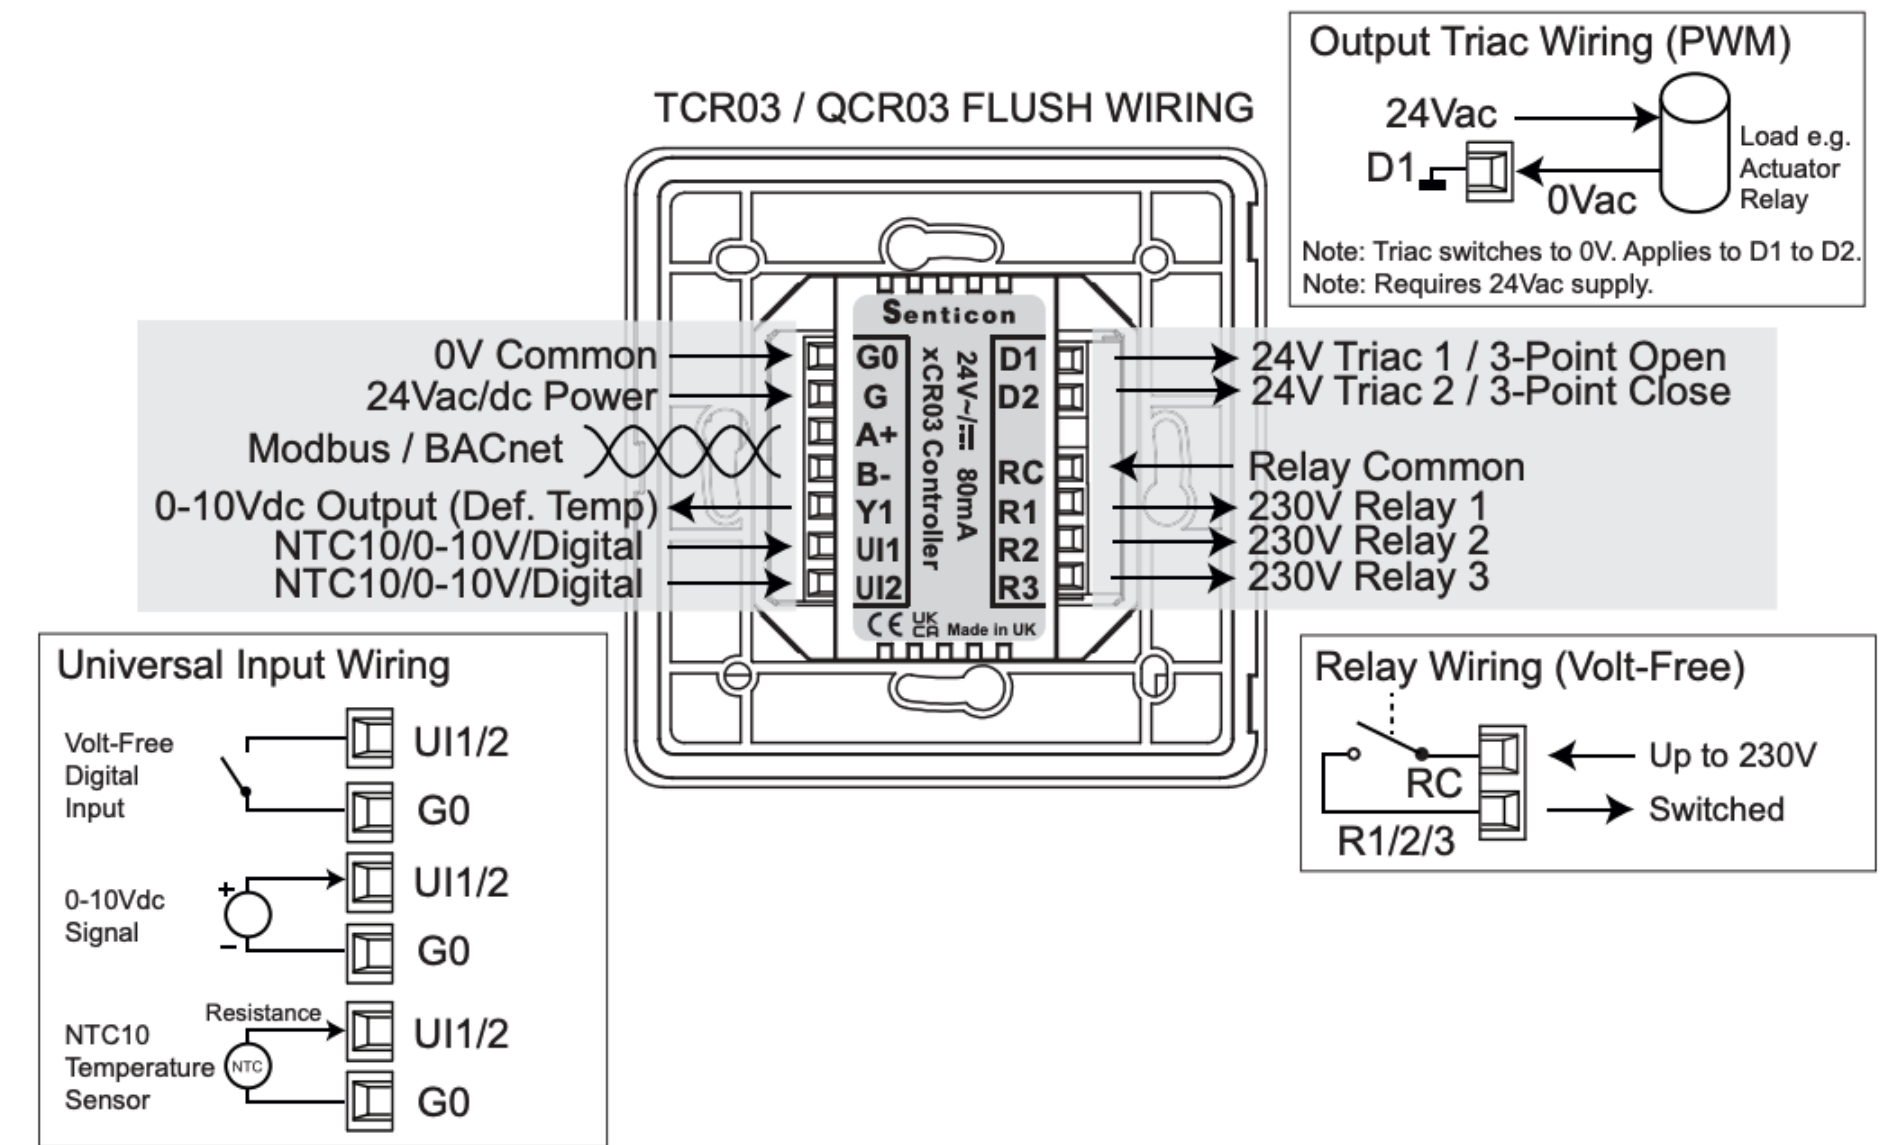 TCR03 / QCR03 FLUSH WIRING
Output Triac Wiring (PWM)
24Vac
D1
0Vac
Load e.g.
Actuator
Relay
Note: Triac switches to 0V. Applies to D1 to D2.
Note: Requires 24Vac supply.
0V Common
24Vac/dc Power
Modbus / BACnet
0-10Vdc Output (Def. Temp)
NTC10/0-10V/Digital
NTC10/0-10V/Digital
Senticon
G0
G
A+
B-
Y1
UI1
UI2
xCR03 Controller
24V~/⎓ 80mA
D1
D2
RC
R1
R2
R3
CE UKCA Made in UK
24V Triac 1 / 3-Point Open
24V Triac 2 / 3-Point Close
Relay Common
230V Relay 1
230V Relay 2
230V Relay 3
Universal Input Wiring
Volt-Free
Digital
Input
UI1/2
G0
0-10Vdc
Signal
+
–
UI1/2
G0
NTC10
Temperature
Sensor
Resistance
NTC
UI1/2
G0
Relay Wiring (Volt-Free)
RC
R1/2/3
Up to 230V
Switched